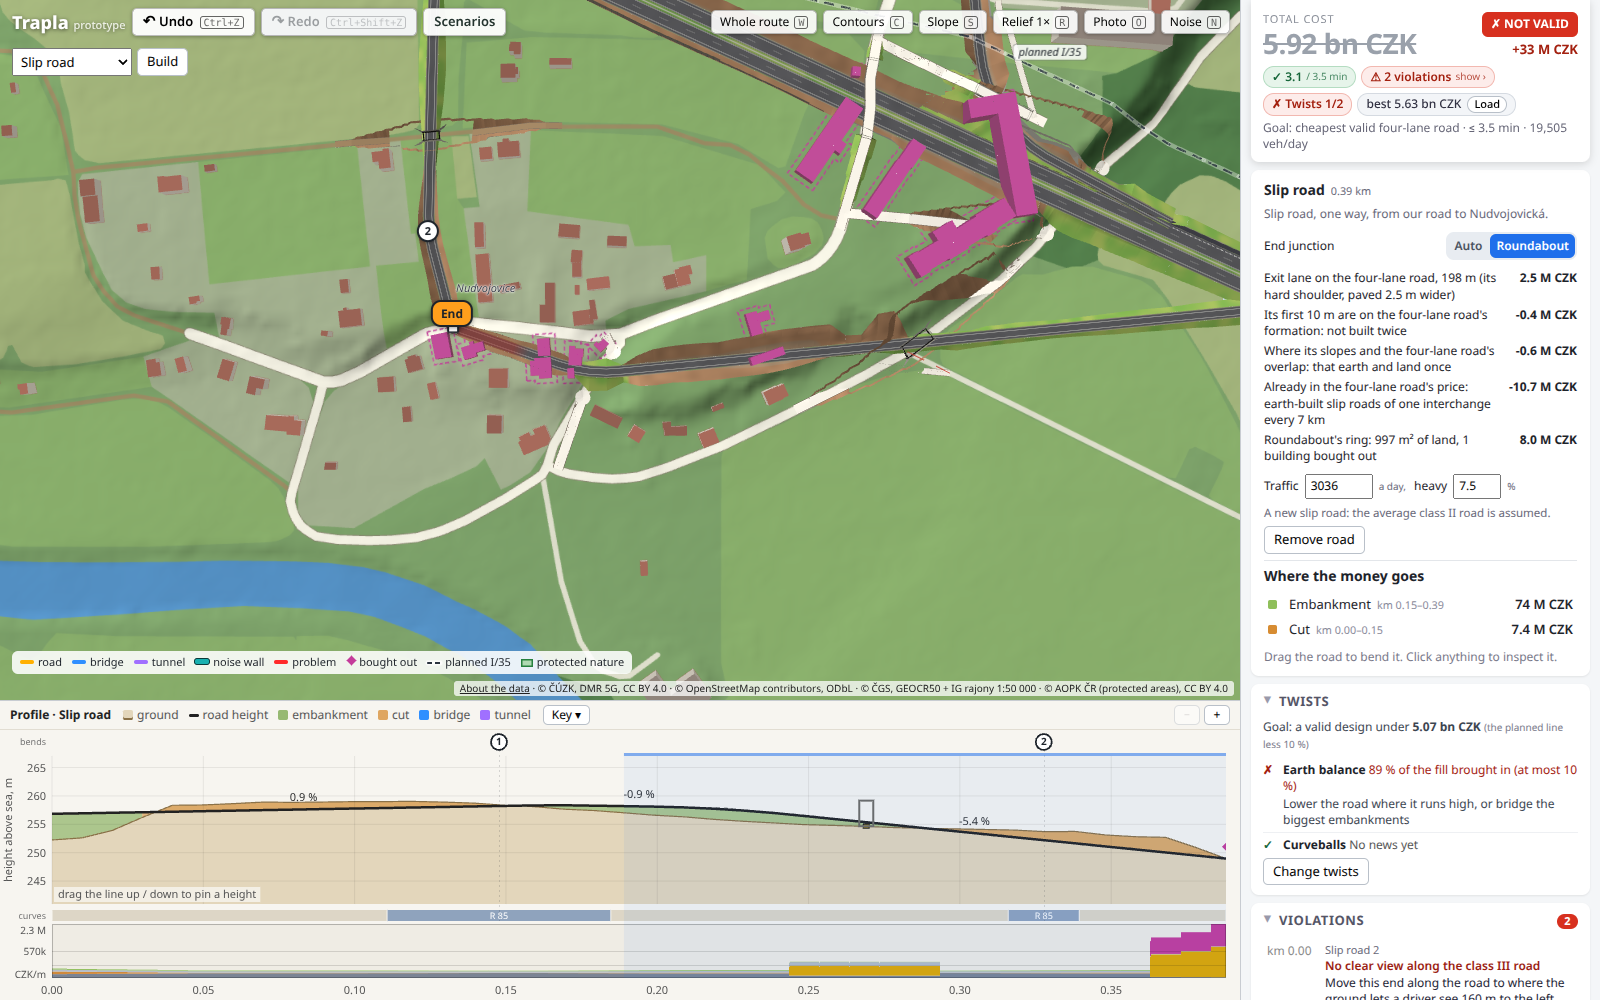 Trapla prototype
↶ Undo Ctrl+Z
↷ Redo Ctrl+Shift+Z
Scenarios
Whole route W
Contours C
Slope S
Relief 1× R
Photo O
Noise N
Slip road
Build
planned I/35
2
Nudvojovice
End
road
bridge
tunnel
noise wall
problem
bought out
planned I/35
protected nature
About the data · © ČÚZK, DMR 5G, CC BY 4.0 · © OpenStreetMap contributors, ODbL · © ČGS, GEOCR50 + IG rajony 1:50 000 · © AOPK ČR (protected areas), CC BY 4.0
Profile · Slip road
ground
road height
embankment
cut
bridge
tunnel
Key ▾
−
+
bends
1
2
265
260
255
250
245
height above sea, m
0.9 %
-0.9 %
-5.4 %
drag the line up / down to pin a height
curves
R 85
R 85
2.3 M
570k
CZK/m
0.00
0.05
0.10
0.15
0.20
0.25
0.30
0.35
TOTAL COST
5.92 bn CZK
✗ NOT VALID
+33 M CZK
✓ 3.1 / 3.5 min
⚠ 2 violations show ›
✗ Twists 1/2
best 5.63 bn CZK Load
Goal: cheapest valid four-lane road · ≤ 3.5 min · 19,505
veh/day
Slip road 0.39 km
Slip road, one way, from our road to Nudvojovická.
End junction
Auto
Roundabout
Exit lane on the four-lane road, 198 m (its
hard shoulder, paved 2.5 m wider)
2.5 M CZK
Its first 10 m are on the four-lane road's
formation: not built twice
-0.4 M CZK
Where its slopes and the four-lane road's
overlap: that earth and land once
-0.6 M CZK
Already in the four-lane road's price:
earth-built slip roads of one interchange
every 7 km
-10.7 M CZK
Roundabout's ring: 997 m² of land, 1
building bought out
8.0 M CZK
Traffic 3036 a day, heavy 7.5 %
A new slip road: the average class II road is assumed.
Remove road
Where the money goes
Embankment km 0.15–0.39 74 M CZK
Cut km 0.00–0.15 7.4 M CZK
Drag the road to bend it. Click anything to inspect it.
▼ TWISTS
Goal: a valid design under 5.07 bn CZK (the planned line
less 10 %)
✗ Earth balance 89 % of the fill brought in (at most 10
%)
Lower the road where it runs high, or bridge the
biggest embankments
✓ Curveballs No news yet
Change twists
▼ VIOLATIONS
2
km 0.00
Slip road 2
No clear view along the class III road
Move this end along the road to where the
ground lets a driver see 160 m to the left